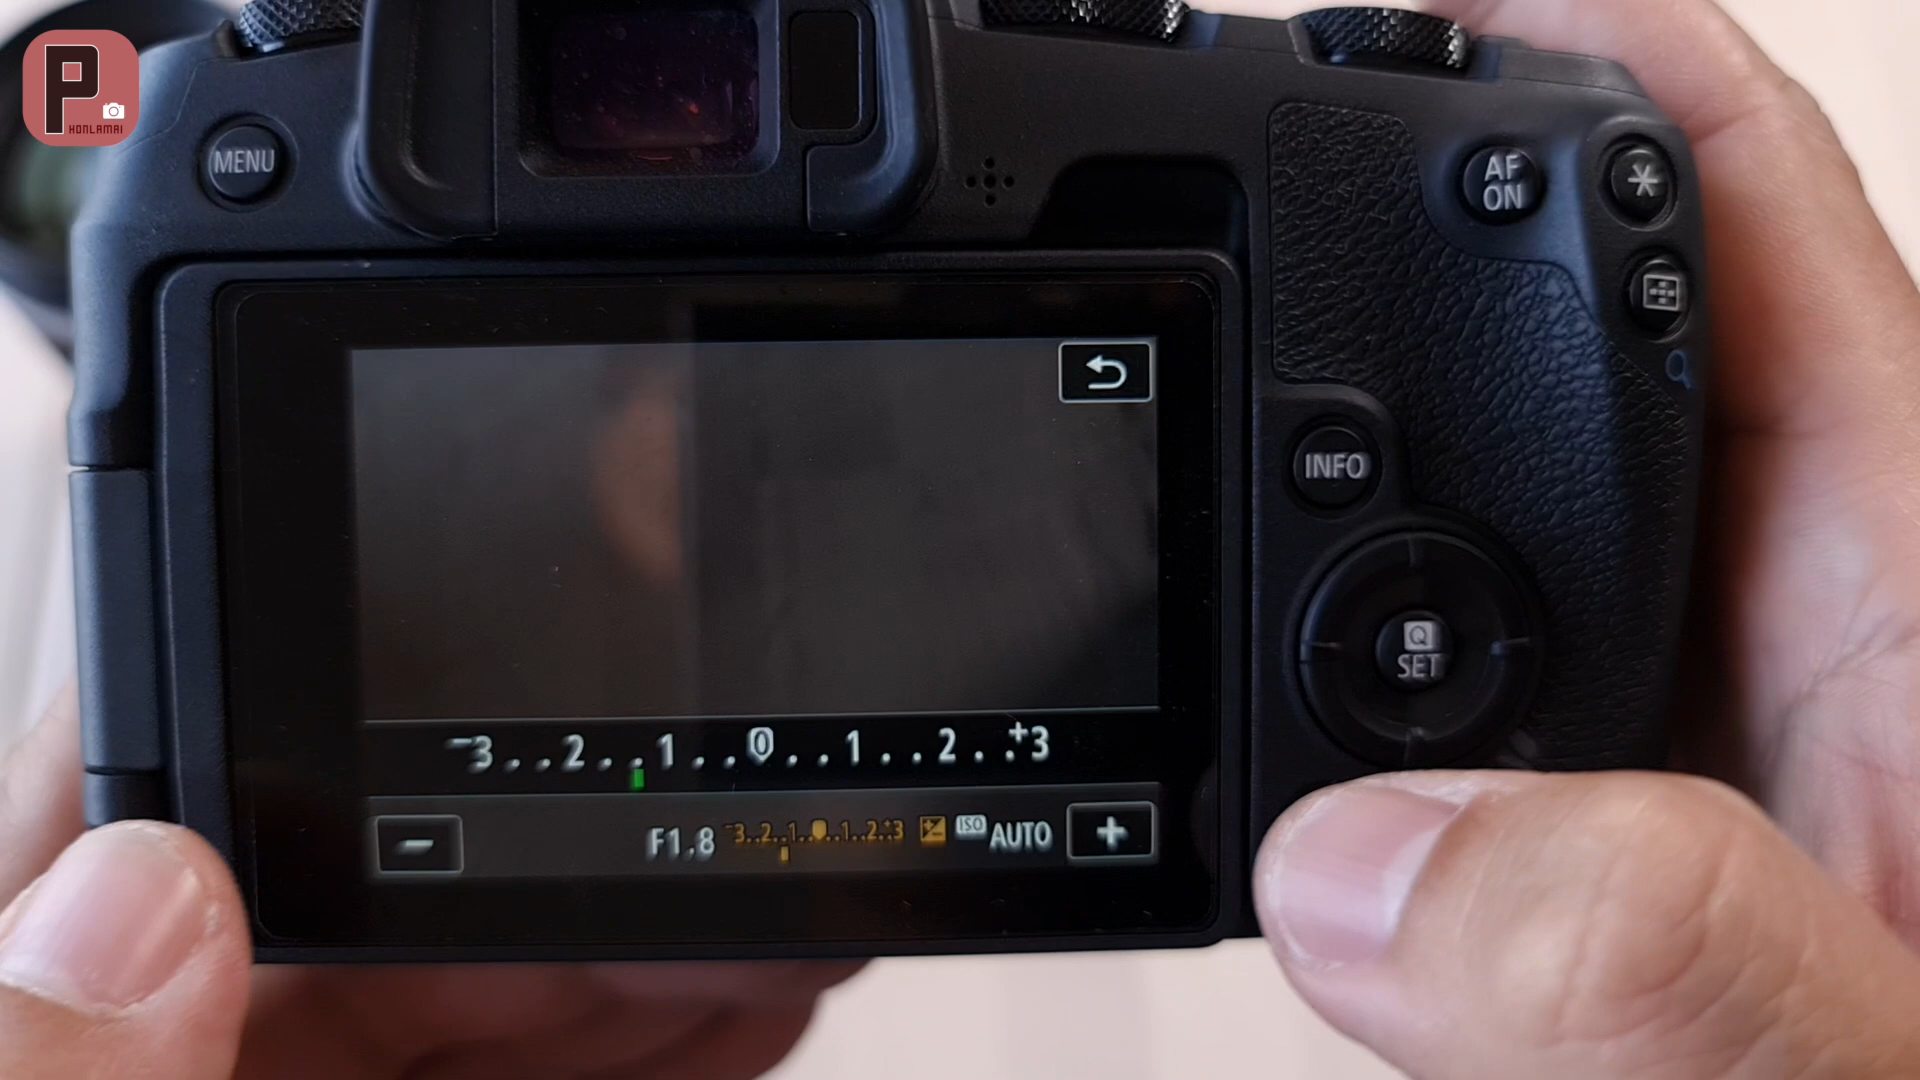 P
HONLAMAI
MENU
AF
ON
INFO
Q
SET
-3..2..1..0..1..2..+3
- F1.8 -3..2..1..0..1..2..+3 ISO AUTO +